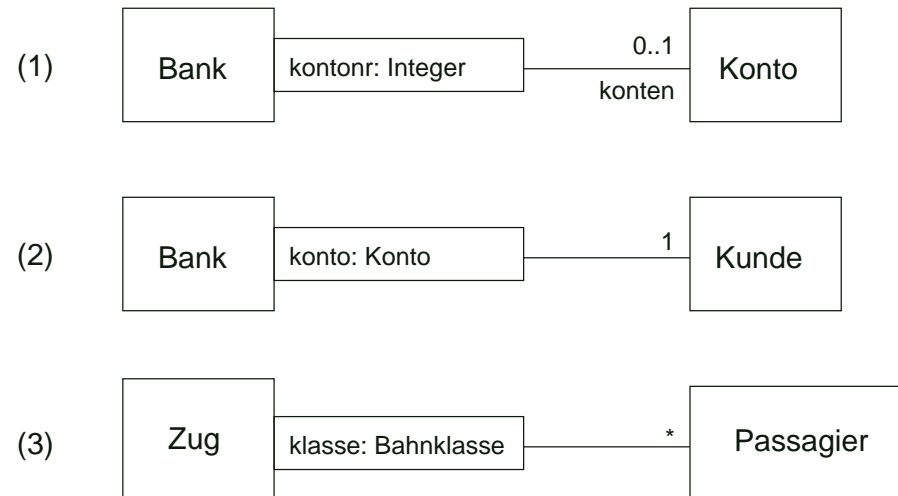 (1) Bank kontonr: Integer 0..1 konten Konto
(2) Bank konto: Konto 1 Kunde
(3) Zug klasse: Bahnklasse * Passagier